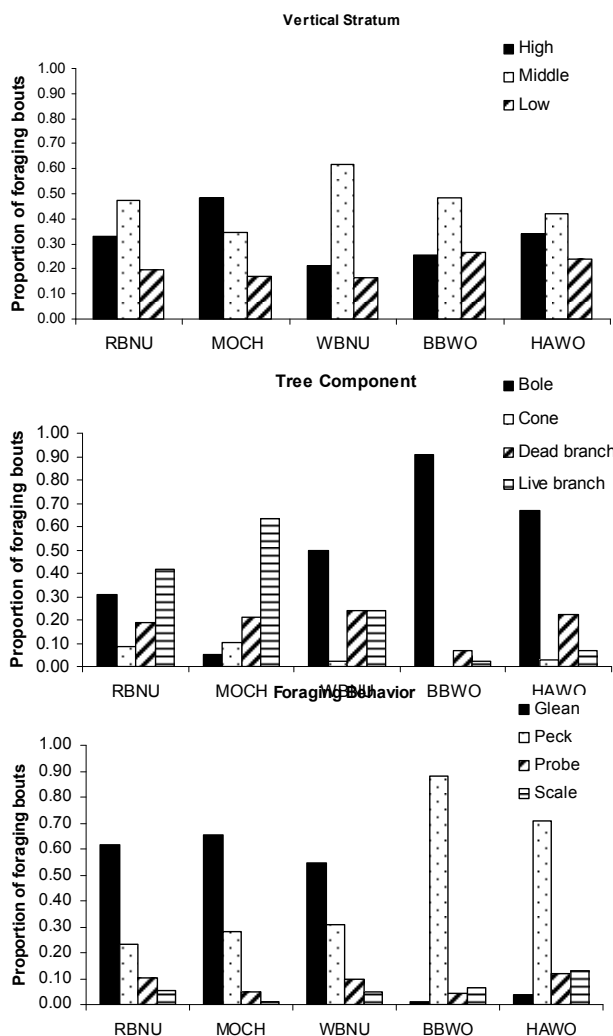 Vertical Stratum
High
Middle
Low
Proportion of foraging bouts
1.00
0.90
0.80
0.70
0.60
0.50
0.40
0.30
0.20
0.10
0.00
RBNU MOCH WBNU BBWO HAWO
Tree Component
Bole
Cone
Dead branch
Live branch
Proportion of foraging bouts
1.00
0.90
0.80
0.70
0.60
0.50
0.40
0.30
0.20
0.10
0.00
RBNU MOCH WBNU BBWO HAWO
Foraging Behavior
Glean
Peck
Probe
Scale
Proportion of foraging bouts
1.00
0.90
0.80
0.70
0.60
0.50
0.40
0.30
0.20
0.10
0.00
RBNU MOCH WBNU BBWO HAWO